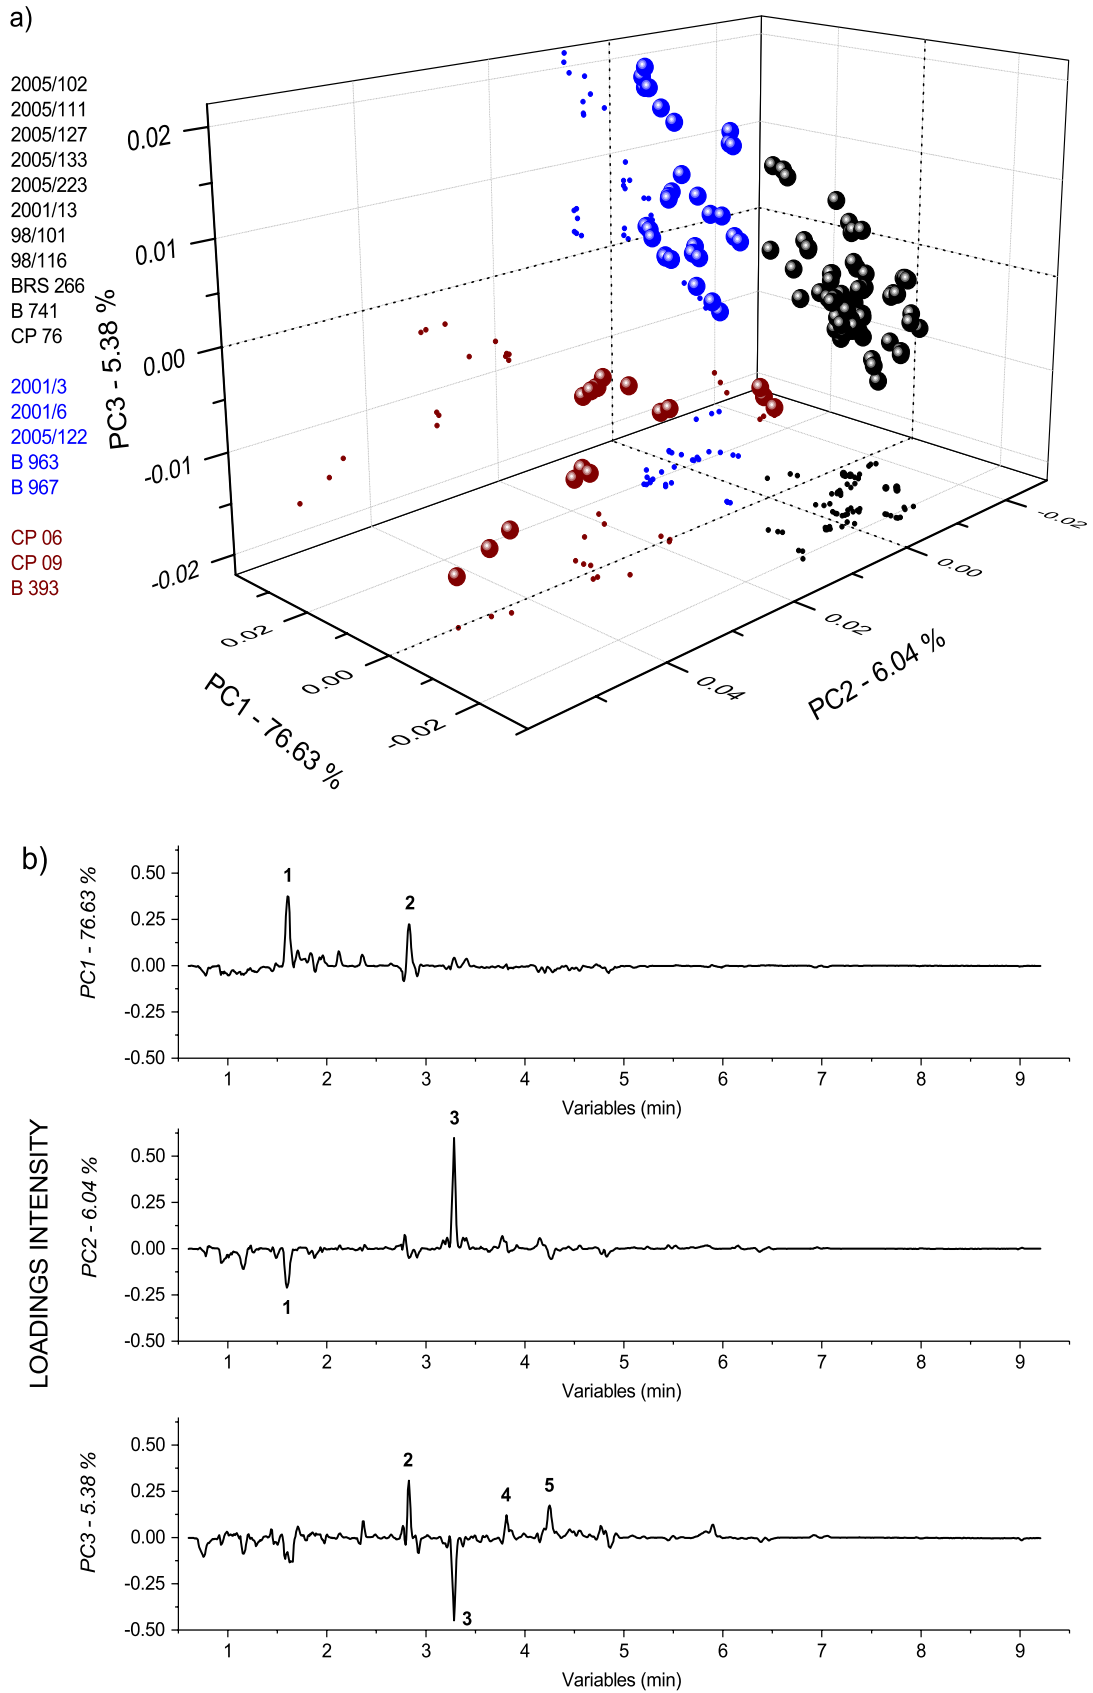 a)
2005/102
2005/111
2005/127
2005/133
2005/223
2001/13
98/101
98/116
BRS 266
B 741
CP 76
2001/3
2001/6
2005/122
B 963
B 967
CP 06
CP 09
B 393
0.02
0.01
0.00
-0.01
-0.02
PC3 - 5.38 %
0.02
0.00
-0.02
PC1 - 76.63 %
-0.02
0.00
0.02
0.04
PC2 - 6.04 %
b)
LOADINGS INTENSITY
PC1 - 76.63 %
0.50
0.25
0.00
-0.25
-0.50
1
2
1 2 3 4 5 6 7 8 9
Variables (min)
PC2 - 6.04 %
0.50
0.25
0.00
-0.25
-0.50
3
1
1 2 3 4 5 6 7 8 9
Variables (min)
PC3 - 5.38 %
0.50
0.25
0.00
-0.25
-0.50
2
4
5
3
1 2 3 4 5 6 7 8 9
Variables (min)